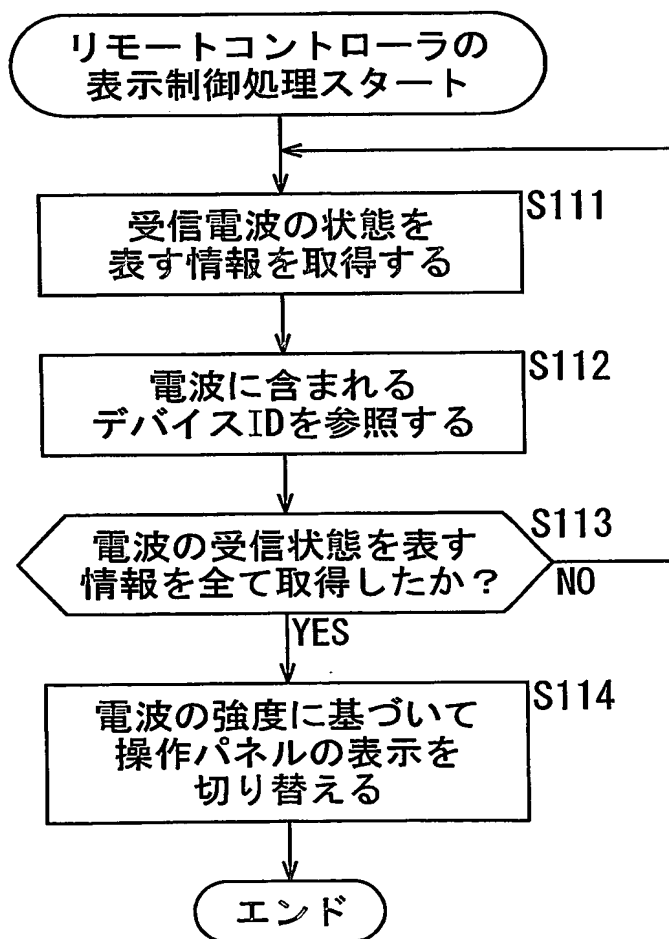 リモートコントローラの
表示制御処理スタート
S111
受信電波の状態を
表す情報を取得する
S112
電波に含まれる
デバイスIDを参照する
S113
電波の受信状態を表す
情報を全て取得したか？
NO
YES
S114
電波の強度に基づいて
操作パネルの表示を
切り替える
エンド